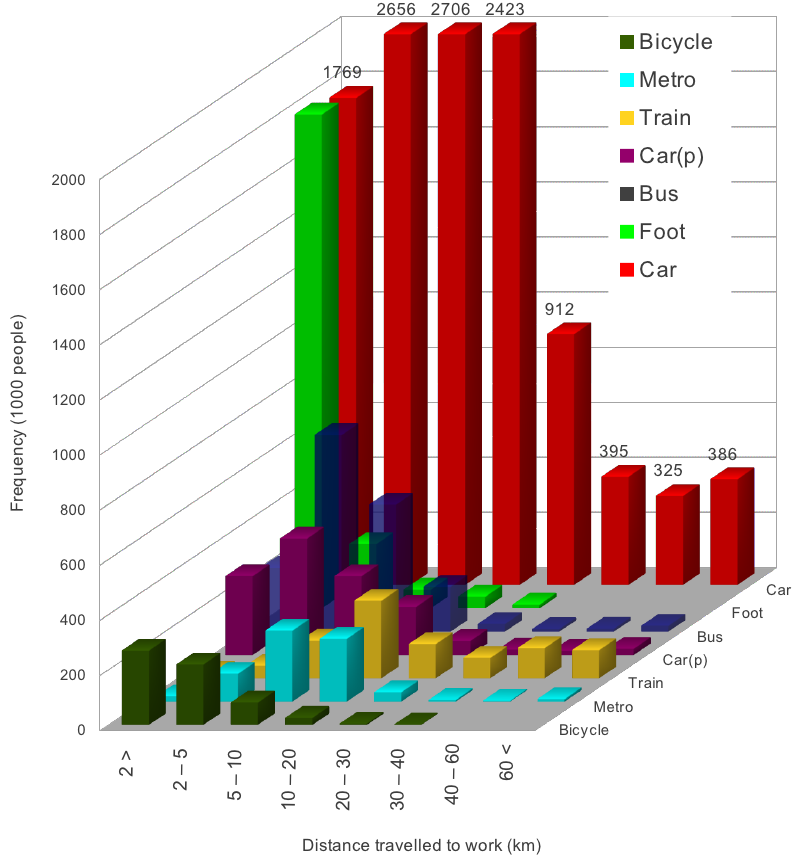 2656 2706 2423
1769
Bicycle
Metro
Train
Car(p)
Bus
Foot
Car
912
395
325
386
2000
1800
1600
1400
1200
1000
800
600
400
200
0
Frequency (1000 people)
Car
Foot
Bus
Car(p)
Train
Metro
Bicycle
2 >
2 – 5
5 – 10
10 – 20
20 – 30
30 – 40
40 – 60
60 <
Distance travelled to work (km)